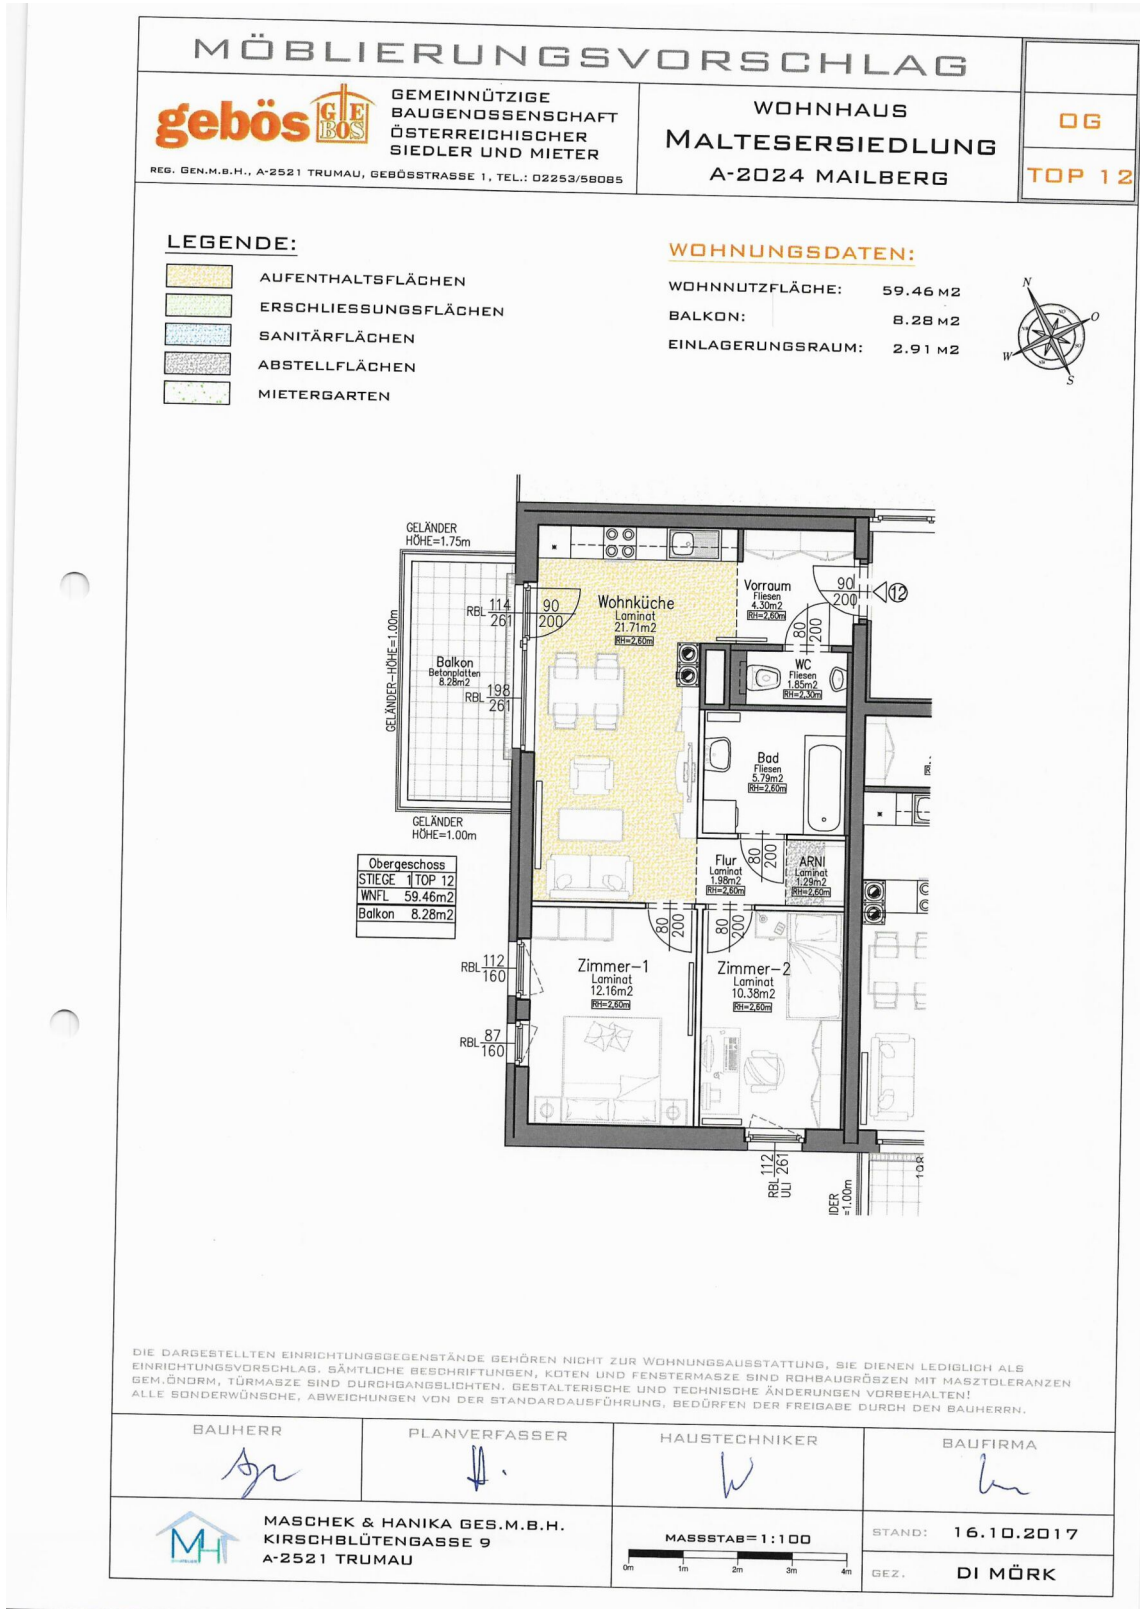 MÖBLIERUNGSVORSCHLAG
gebös
GEBÖS
GEMEINNÜTZIGE
BAUGENOSSENSCHAFT
ÖSTERREICHISCHER
SIEDLER UND MIETER
REG. GEN.M.B.H., A-2521 TRUMAU, GEBÖSSTRASSE 1, TEL.: 02253/58085
WOHNHAUS
MALTESERSIEDLUNG
A-2024 MAILBERG
OG
TOP 12
LEGENDE:
AUFENTHALTSFLÄCHEN
ERSCHLIESSUNGSFLÄCHEN
SANITÄRFLÄCHEN
ABSTELLFLÄCHEN
MIETERGARTEN
WOHNUNGSDATEN:
WOHNNUTZFLÄCHE: 59.46 M2
BALKON: 8.28 M2
EINLAGERUNGSRAUM: 2.91 M2
N
O
W
S
GELÄNDER
HÖHE=1.75m
GELÄNDER-HÖHE=1.00m
Balkon
Betonplatten
8.28m2
GELÄNDER
HÖHE=1.00m
RBL 114
261
90
200
RBL 198
261
Wohnküche
Laminat
21.71m2
RH=2,60m
Vorraum
Fliesen
4.30m2
RH=2,60m
90
200
12
80
200
WC
Fliesen
1.85m2
RH=2,30m
Bad
Fliesen
5.79m2
RH=2,60m
80
200
Flur
Laminat
1.98m2
RH=2,60m
ARNI
Laminat
1.29m2
RH=2,60m
Obergeschoss
STIEGE 1 TOP 12
WNFL 59.46m2
Balkon 8.28m2
80
200
80
200
RBL 112
160
RBL 87
160
Zimmer-1
Laminat
12.16m2
RH=2,60m
Zimmer-2
Laminat
10.38m2
RH=2,60m
RBL 112
ULI 261
NDER
=1.00m
DIE DARGESTELLTEN EINRICHTUNGSGEGENSTÄNDE GEHÖREN NICHT ZUR WOHNUNGSAUSSTATTUNG, SIE DIENEN LEDIGLICH ALS
EINRICHTUNGSVORSCHLAG. SÄMTLICHE BESCHRIFTUNGEN, KOTEN UND FENSTERMASZE SIND ROHBAUGRÖSZEN MIT MASZTOLERANZEN
GEM.ÖNORM, TÜRMASZE SIND DURCHGANGSLICHTEN. GESTALTERISCHE UND TECHNISCHE ÄNDERUNGEN VORBEHALTEN!
ALLE SONDERWÜNSCHE, ABWEICHUNGEN VON DER STANDARDAUSFÜHRUNG, BEDÜRFEN DER FREIGABE DURCH DEN BAUHERRN.
BAUHERR
PLANVERFASSER
HAUSTECHNIKER
BAUFIRMA
MH
MASCHEK & HANIKA GES.M.B.H.
KIRSCHBLÜTENGASSE 9
A-2521 TRUMAU
MASSSTAB=1:100
0m 1m 2m 3m 4m
STAND: 16.10.2017
GEZ. DI MÖRK